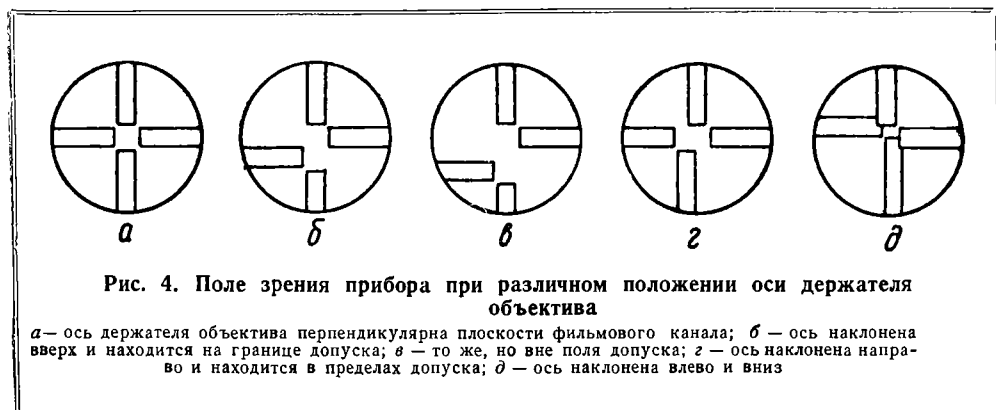 а б в г д
Рис. 4. Поле зрения прибора при различном положении оси держателя
объектива
а — ось держателя объектива перпендикулярна плоскости фильмового канала; б — ось наклонена
вверх и находится на границе допуска; в — то же, но вне поля допуска; г — ось наклонена напра-
во и находится в пределах допуска; д — ось наклонена влево и вниз